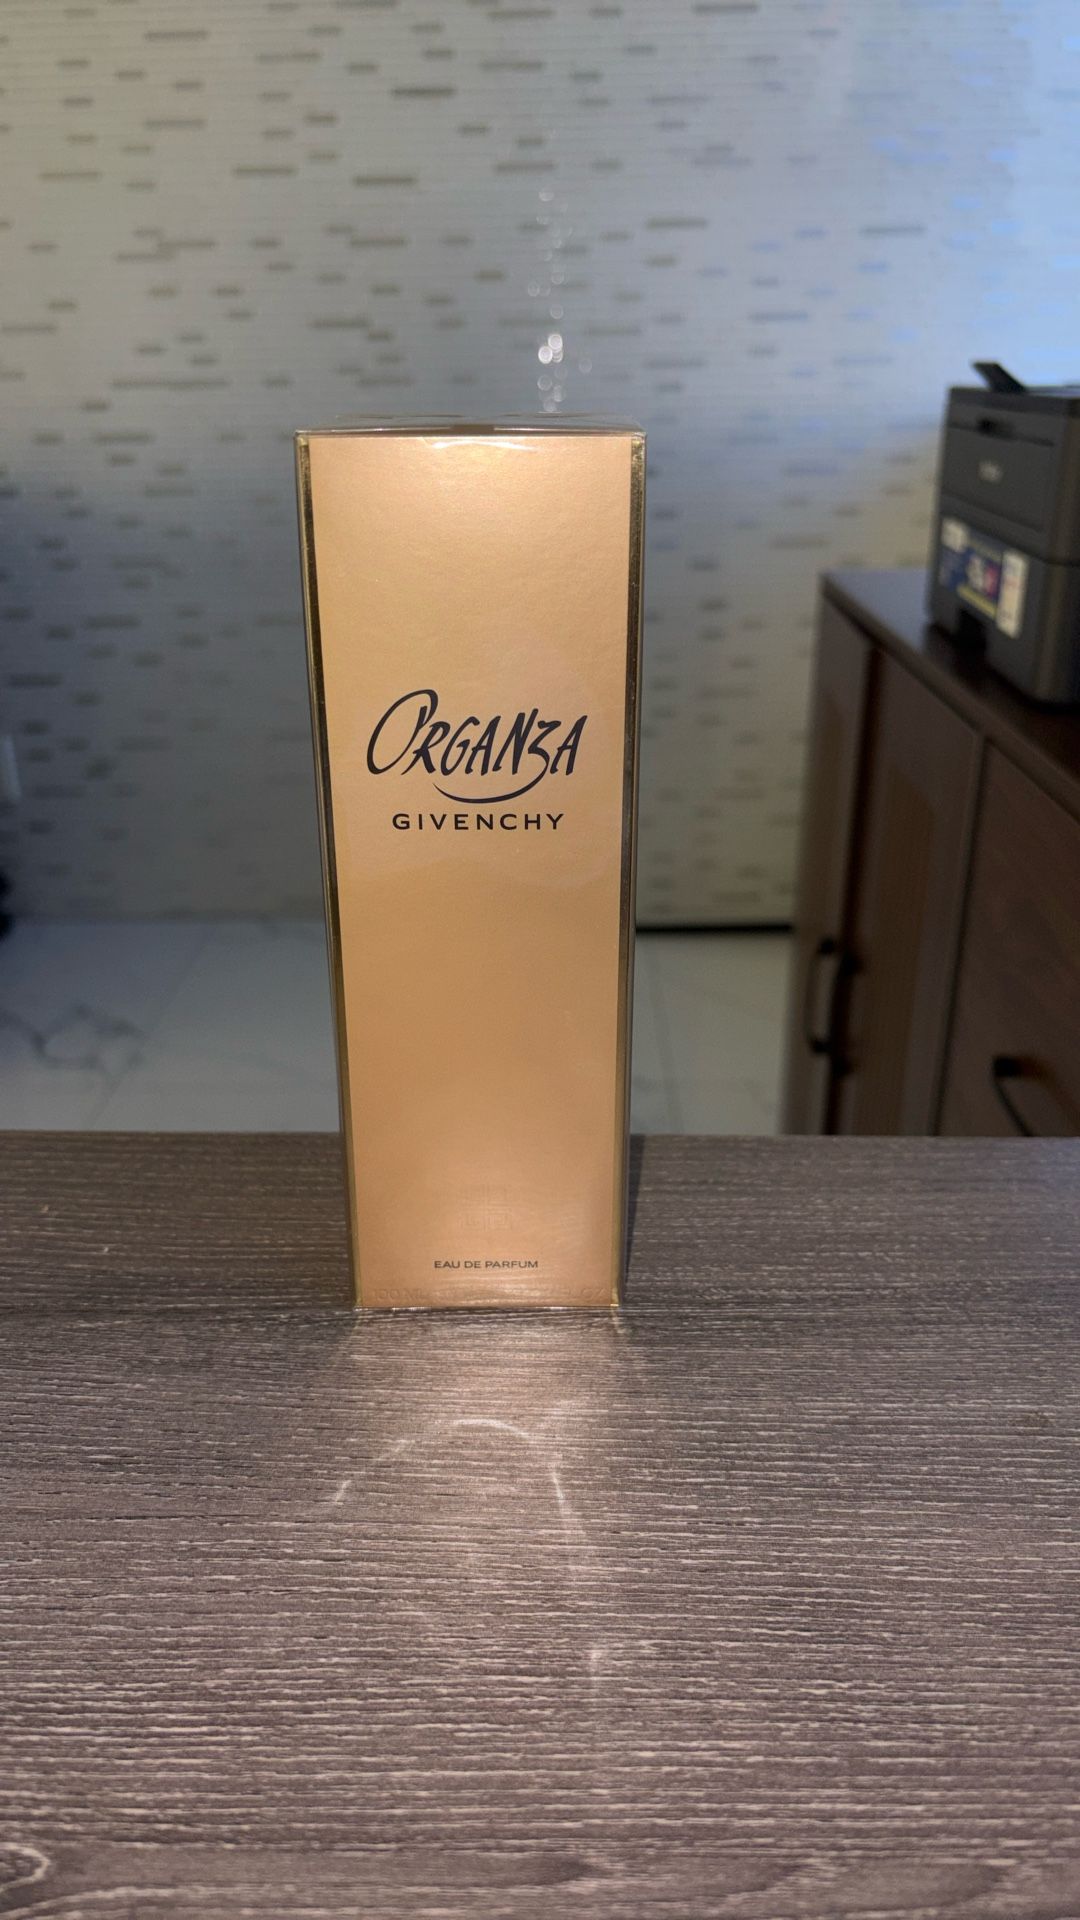 ORGANZA
GIVENCHY
EAU DE PARFUM